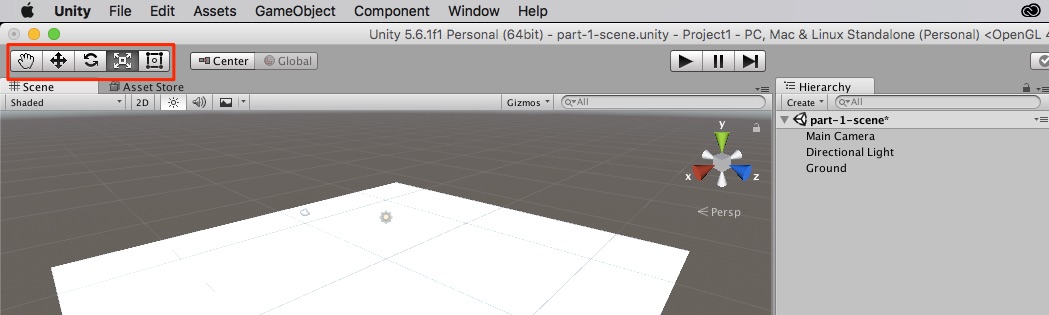 Unity File Edit Assets GameObject Component Window Help
Unity 5.6.1f1 Personal (64bit) - part-1-scene.unity - Project1 - PC, Mac & Linux Standalone (Personal) <OpenGL 4
Center Global
Scene Asset Store
Shaded 2D Gizmos All
Hierarchy
Create All
part-1-scene*
Main Camera
Directional Light
Ground
y
x z
Persp